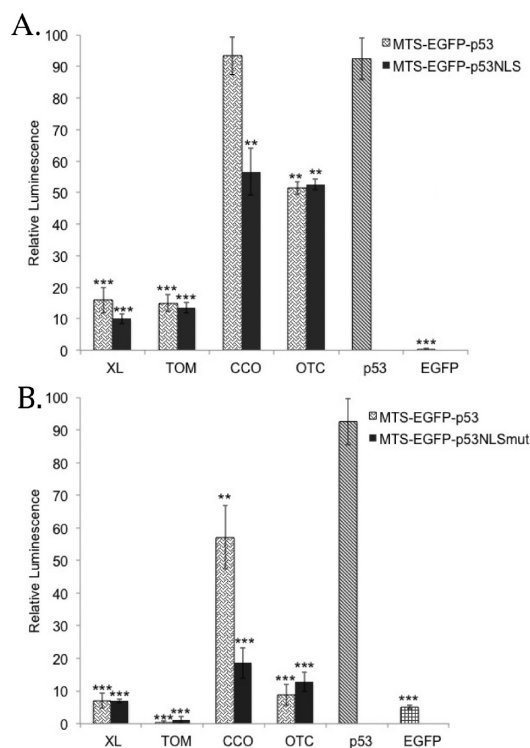 A.
100
90
80
70
60
50
40
30
20
10
0
Relative Luminescence
MTS-EGFP-p53
MTS-EGFP-p53NLS
*** *** *** *** ** ** ** ***
XL TOM CCO OTC p53 EGFP
B.
100
90
80
70
60
50
40
30
20
10
0
Relative Luminescence
MTS-EGFP-p53
MTS-EGFP-p53NLSmut
*** *** *** *** ** *** *** *** ***
XL TOM CCO OTC p53 EGFP